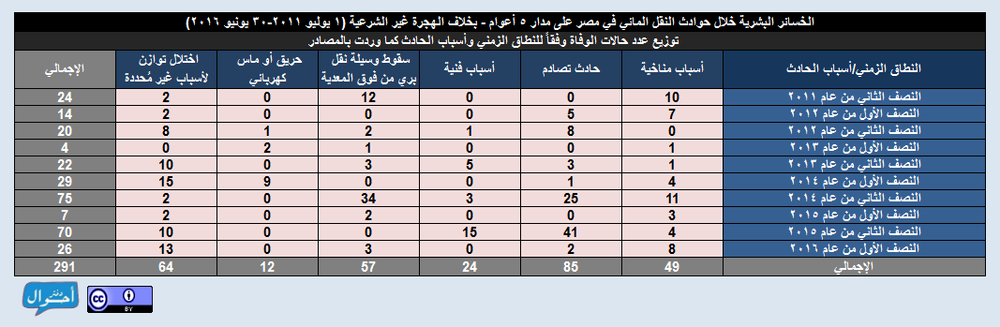 الخسائر البشرية خلال حوادث النقل المائي في مصر على مدار ٥ أعوام - بخلاف الهجرة غير الشرعية (١ يوليو ٢٠١١-٣٠ يونيو ٢٠١٦)
توزيع عدد حالات الوفاة وفقاً للنطاق الزمني وأسباب الحادث كما وردت بالمصادر
النطاق الزمني/أسباب الحادث أسباب مناخية حادث تصادم أسباب فنية سقوط وسيلة نقل بري من فوق المعدية حريق أو ماس كهربائي اختلال توازن لأسباب غير مُحددة الإجمالي
النصف الثاني من عام ٢٠١١ 10 0 0 12 0 2 24
النصف الأول من عام ٢٠١٢ 7 5 0 0 0 2 14
النصف الثاني من عام ٢٠١٢ 0 8 1 2 1 8 20
النصف الأول من عام ٢٠١٣ 1 0 0 1 2 0 4
النصف الثاني من عام ٢٠١٣ 1 3 5 3 0 10 22
النصف الأول من عام ٢٠١٤ 4 1 0 0 9 15 29
النصف الثاني من عام ٢٠١٤ 11 25 3 34 0 2 75
النصف الأول من عام ٢٠١٥ 3 0 0 2 0 2 7
النصف الثاني من عام ٢٠١٥ 4 41 15 0 0 10 70
النصف الأول من عام ٢٠١٦ 8 2 0 3 0 13 26
الإجمالي 49 85 24 57 12 64 291
دفتر أحوال
cc BY